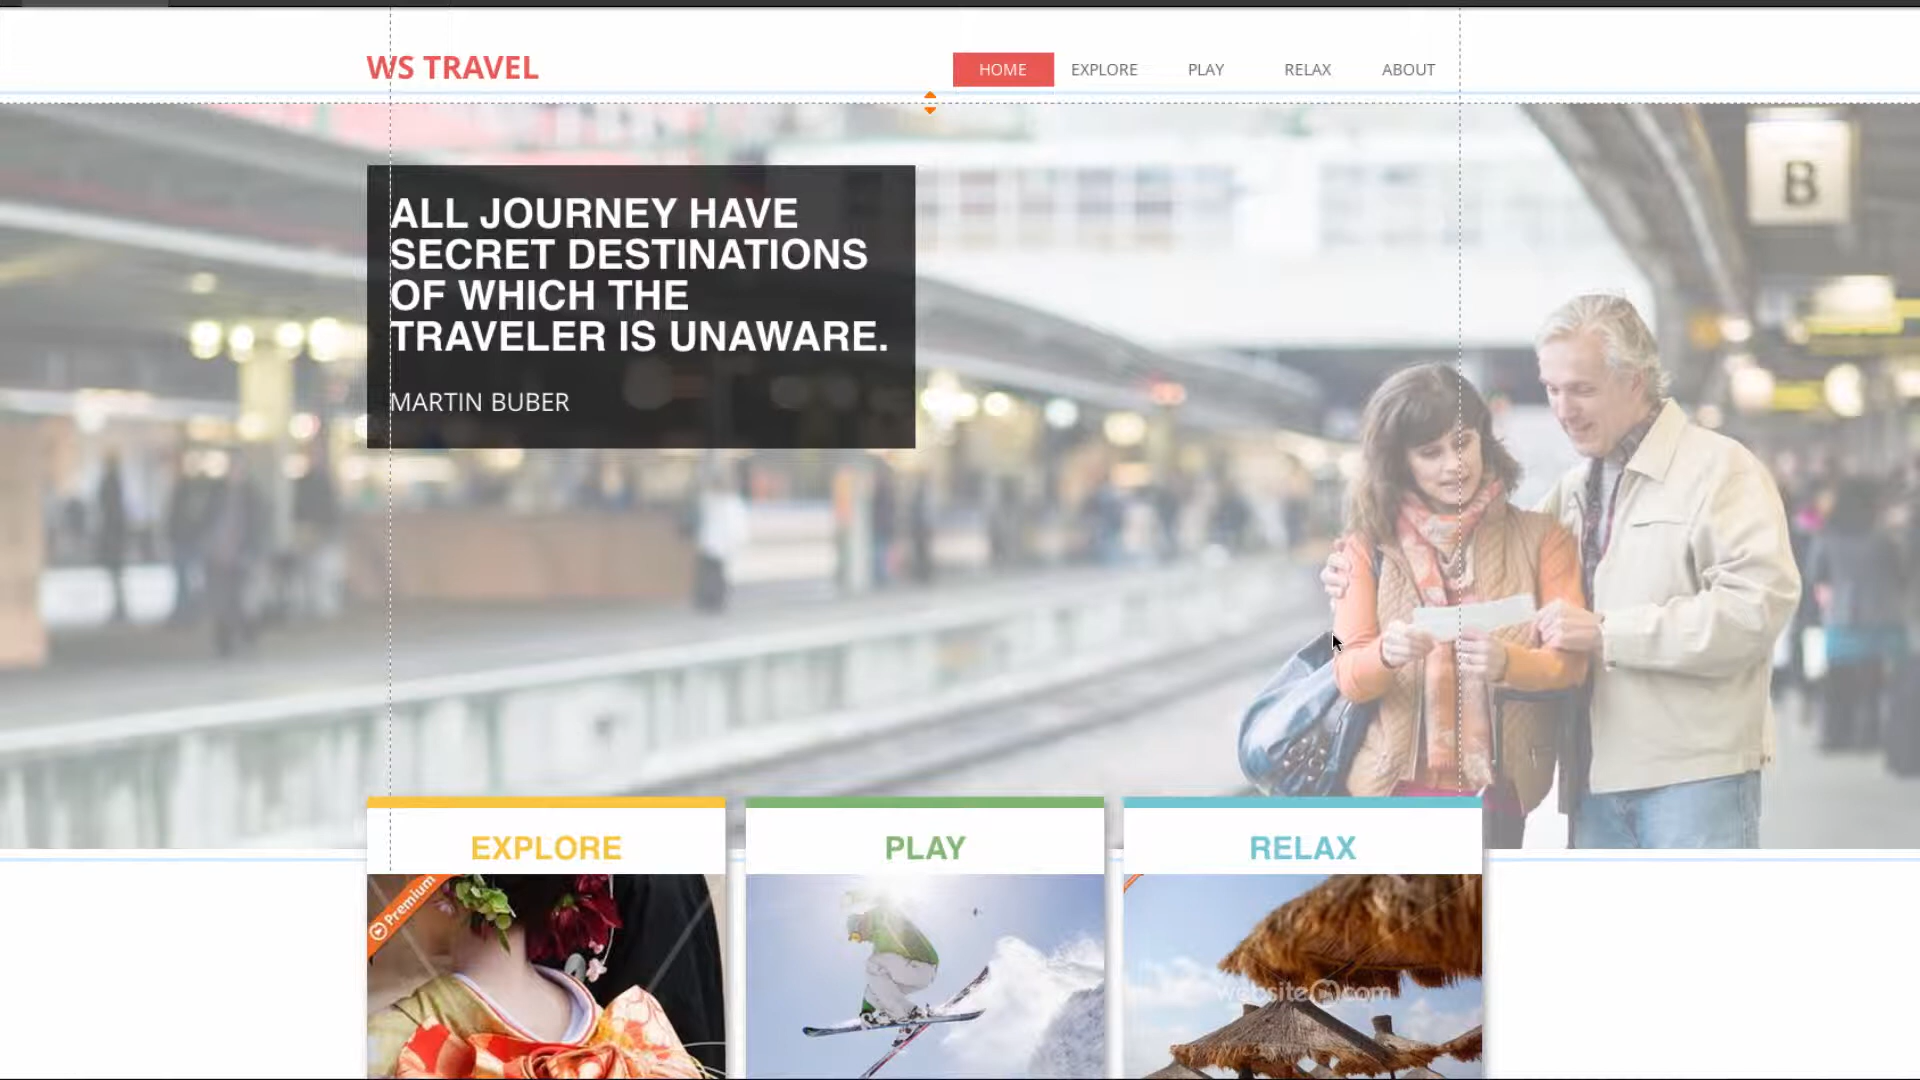 WS TRAVEL
HOME EXPLORE PLAY RELAX ABOUT
B
ALL JOURNEY HAVE
SECRET DESTINATIONS
OF WHICH THE
TRAVELER IS UNAWARE.
MARTIN BUBER
EXPLORE
PLAY
RELAX
Premium
website.com